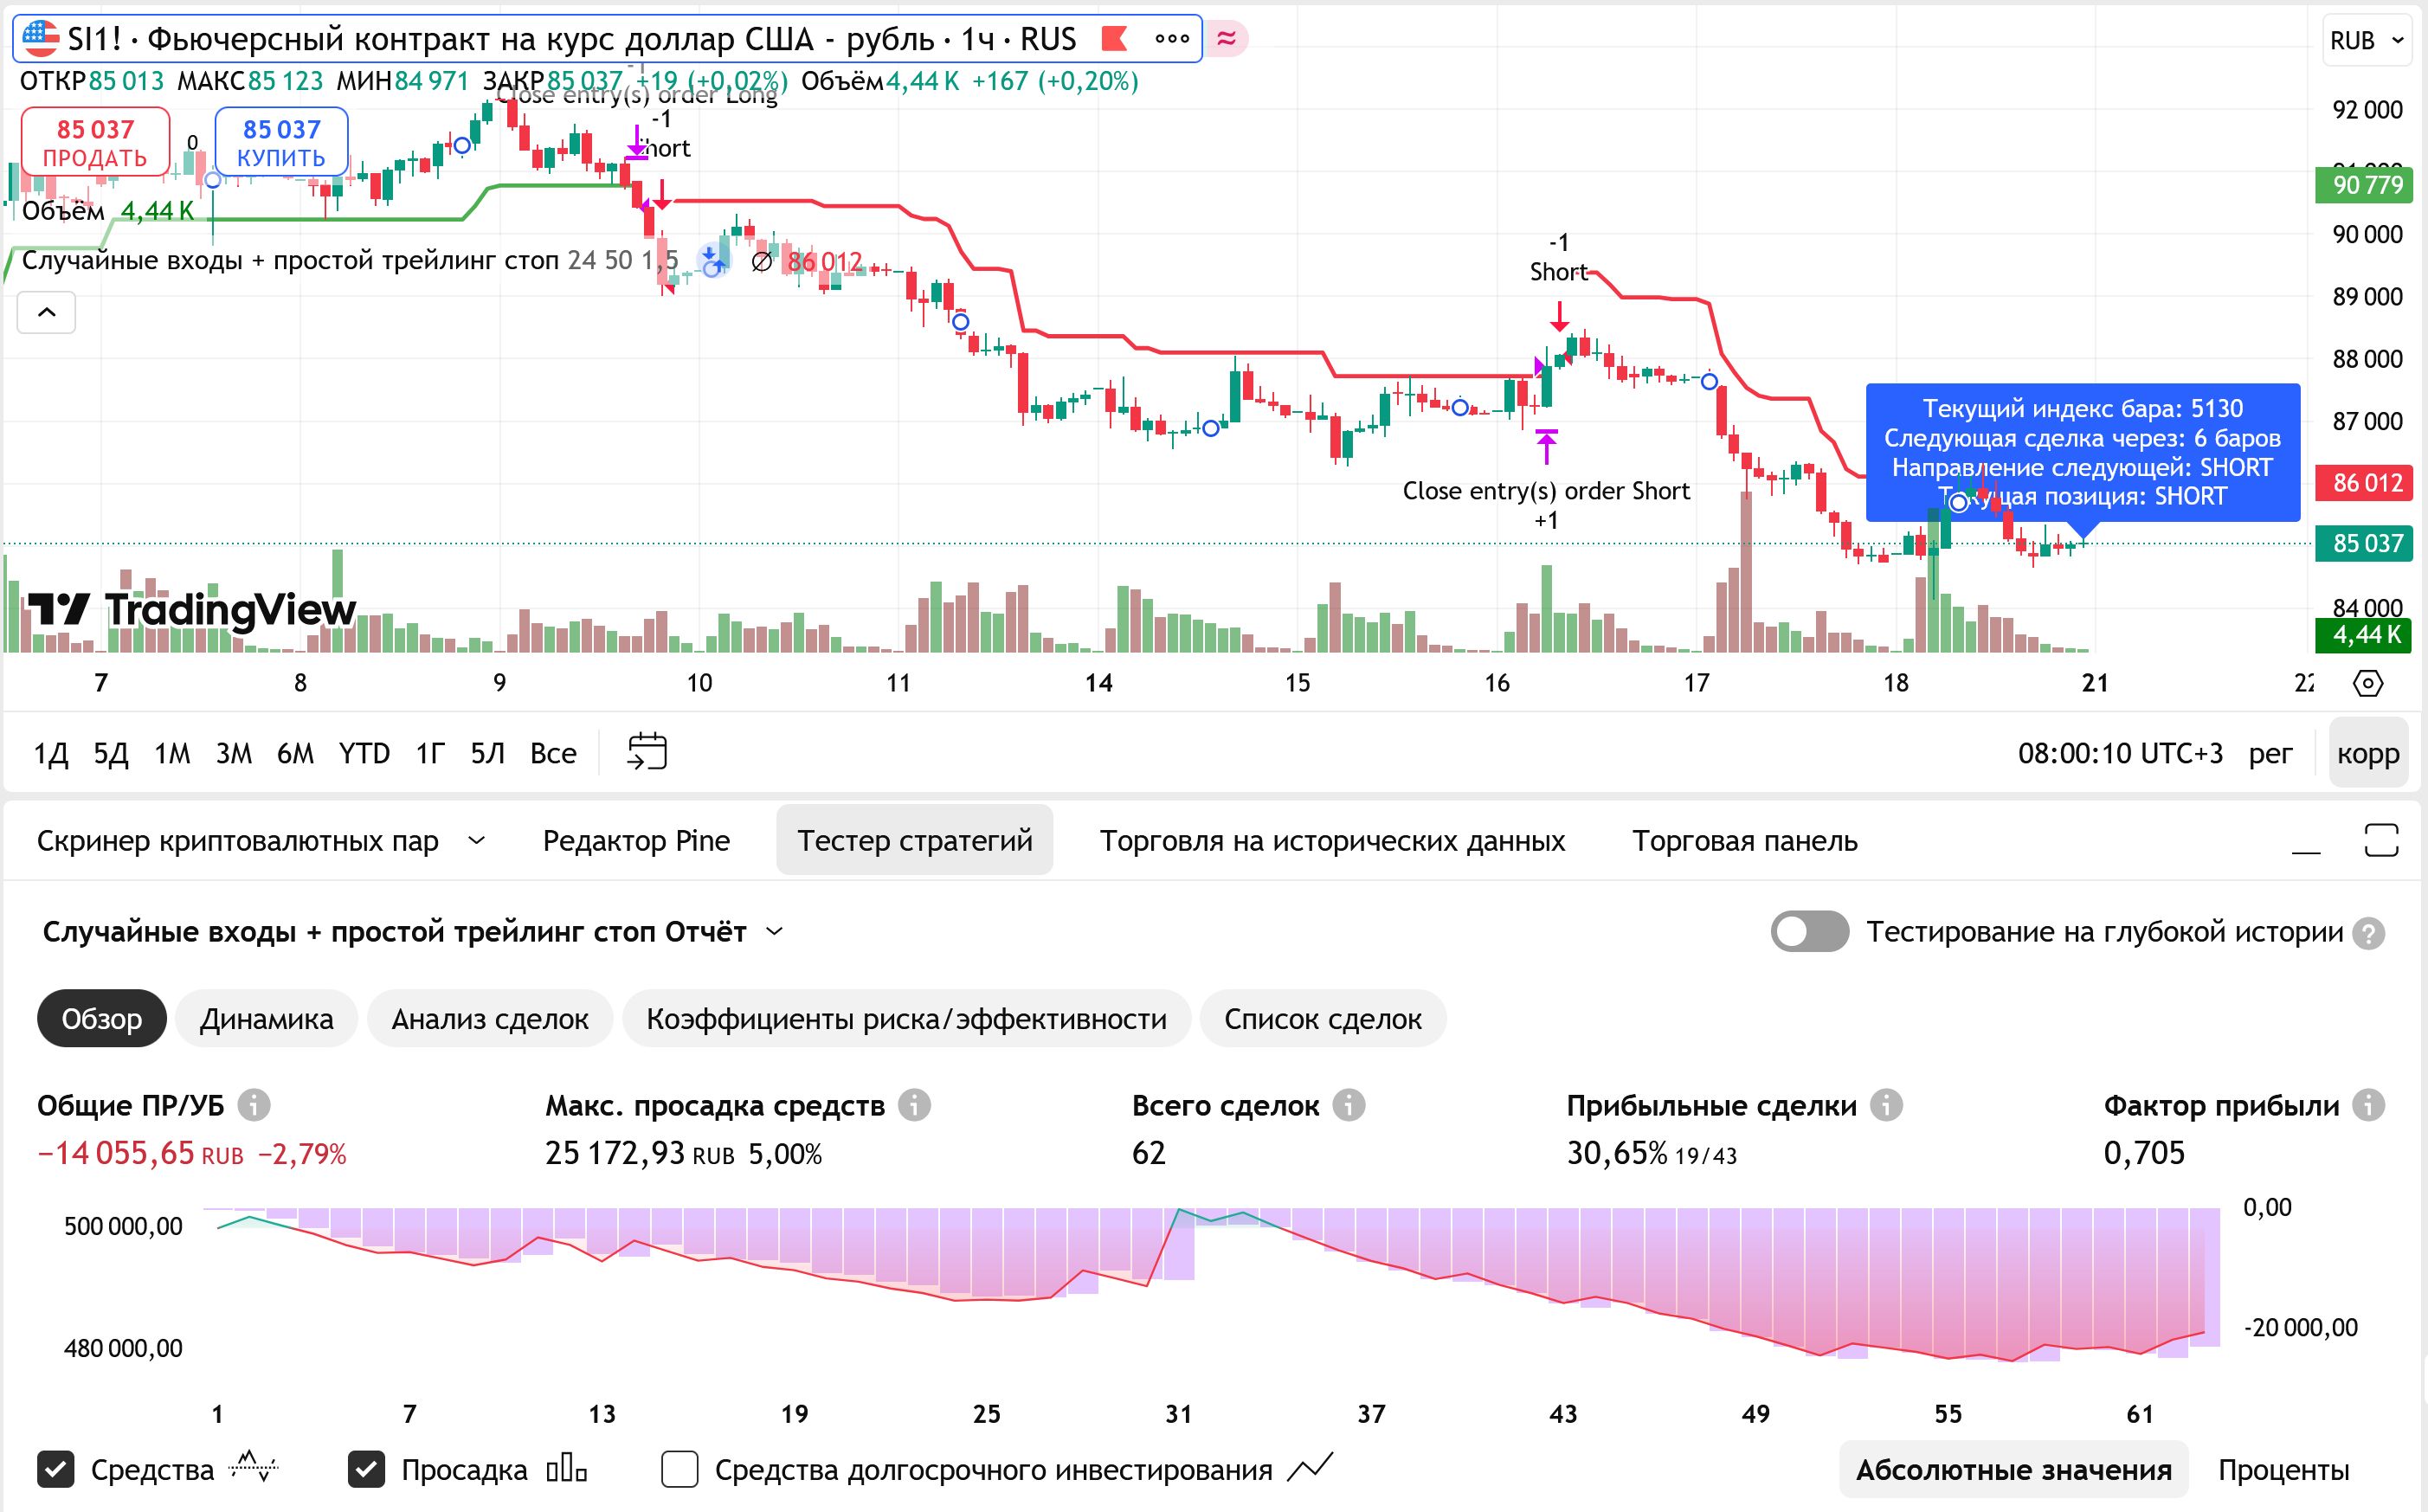 SI1! · Фьючерсный контракт на курс доллар США - рубль · 1ч · RUS
RUB
ОТКР85 013 МАКС85 123 МИН84 971 ЗАКР85 037 +19 (+0,02%) Объём4,44 K +167 (+0,20%)
-1
Close entry(s) order Long
85 037
ПРОДАТЬ
0
85 037
КУПИТЬ
-1
Short
Объём 4,44 K
Случайные входы + простой трейлинг стоп 24 50 1,5 ∅ 86 012
-1
Short
Close entry(s) order Short
+1
Текущий индекс бара: 5130
Следующая сделка через: 6 баров
Направление следующей: SHORT
Текущая позиция: SHORT
92 000
90 779
90 000
89 000
88 000
87 000
86 012
85 037
84 000
4,44 K
TradingView
7 8 9 10 11 14 15 16 17 18 21 22
1Д 5Д 1М 3М 6М YTD 1Г 5Л Все
08:00:10 UTC+3 рег корр
Скринер криптовалютных пар Редактор Pine Тестер стратегий Торговля на исторических данных Торговая панель
Случайные входы + простой трейлинг стоп Отчёт
Тестирование на глубокой истории
Обзор Динамика Анализ сделок Коэффициенты риска/эффективности Список сделок
Общие ПР/УБ Макс. просадка средств Всего сделок Прибыльные сделки Фактор прибыли
−14 055,65 RUB −2,79% 25 172,93 RUB 5,00% 62 30,65% 19/43 0,705
500 000,00
480 000,00
0,00
-20 000,00
1 7 13 19 25 31 37 43 49 55 61
Средства Просадка Средства долгосрочного инвестирования Абсолютные значения Проценты